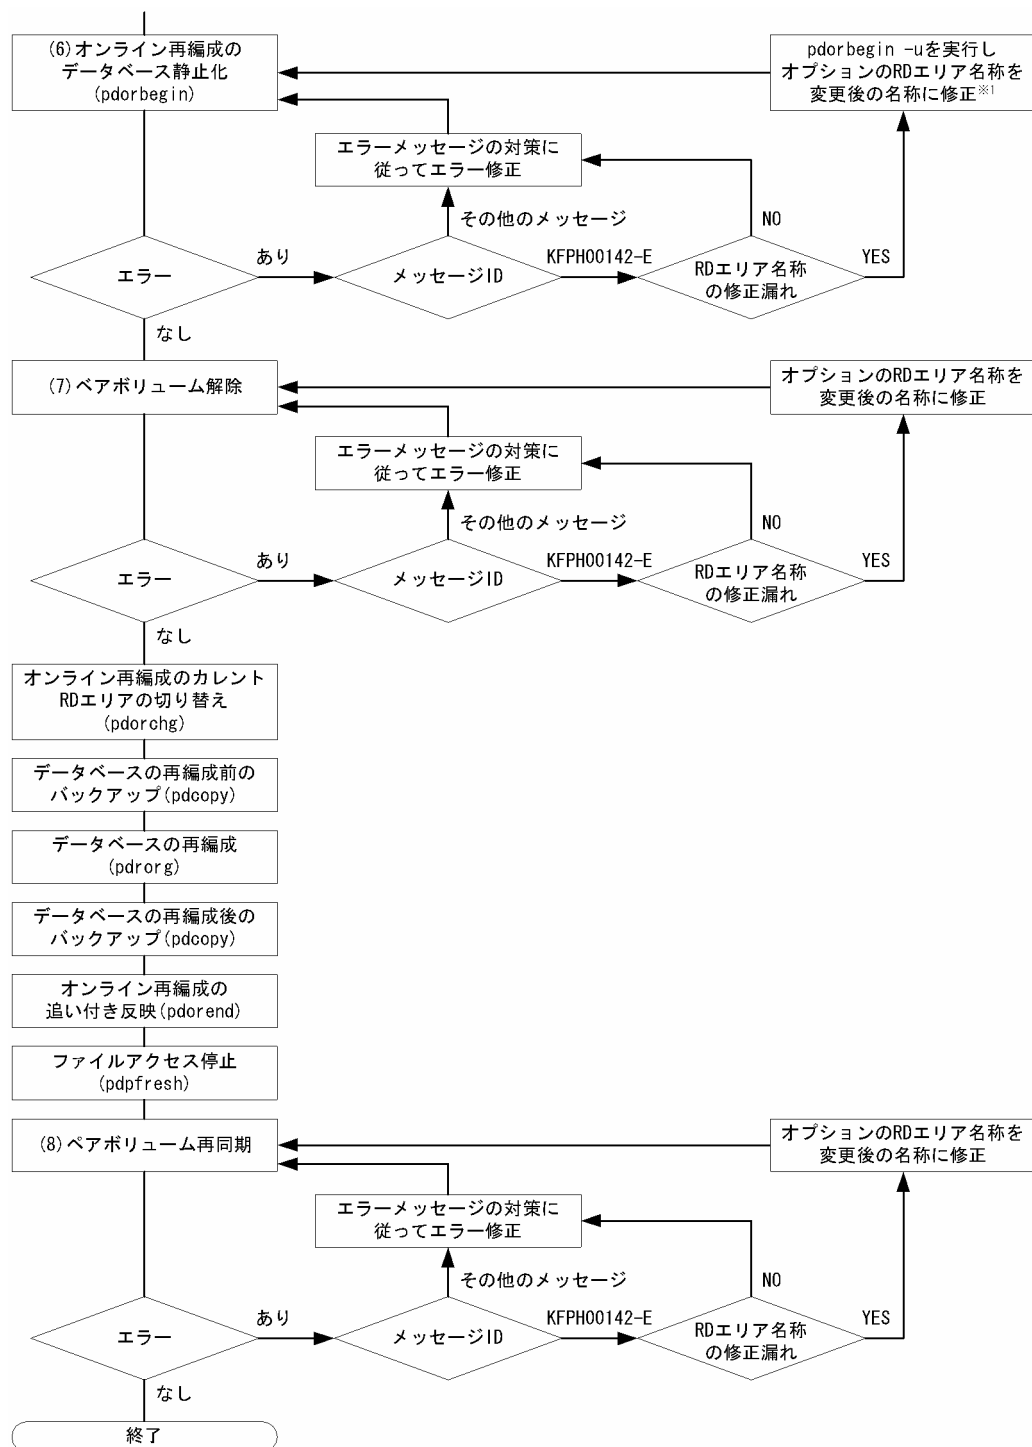 (6)オンライン再編成の
データベース静止化
(pdorbegin)
pdorbegin -uを実行し
オプションのRDエリア名称を
変更後の名称に修正※1
エラーメッセージの対策に
従ってエラー修正
その他のメッセージ
NO
エラー
あり
メッセージID
KFPH00142-E
RDエリア名称
の修正漏れ
YES
なし
(7)ペアボリューム解除
オプションのRDエリア名称を
変更後の名称に修正
エラーメッセージの対策に
従ってエラー修正
その他のメッセージ
NO
エラー
あり
メッセージID
KFPH00142-E
RDエリア名称
の修正漏れ
YES
なし
オンライン再編成のカレント
RDエリアの切り替え
(pdorchg)
データベースの再編成前の
バックアップ(pdcopy)
データベースの再編成
(pdrorg)
データベースの再編成後の
バックアップ(pdcopy)
オンライン再編成の
追い付き反映(pdorend)
ファイルアクセス停止
(pdpfresh)
(8)ペアボリューム再同期
オプションのRDエリア名称を
変更後の名称に修正
エラーメッセージの対策に
従ってエラー修正
その他のメッセージ
NO
エラー
あり
メッセージID
KFPH00142-E
RDエリア名称
の修正漏れ
YES
なし
終了